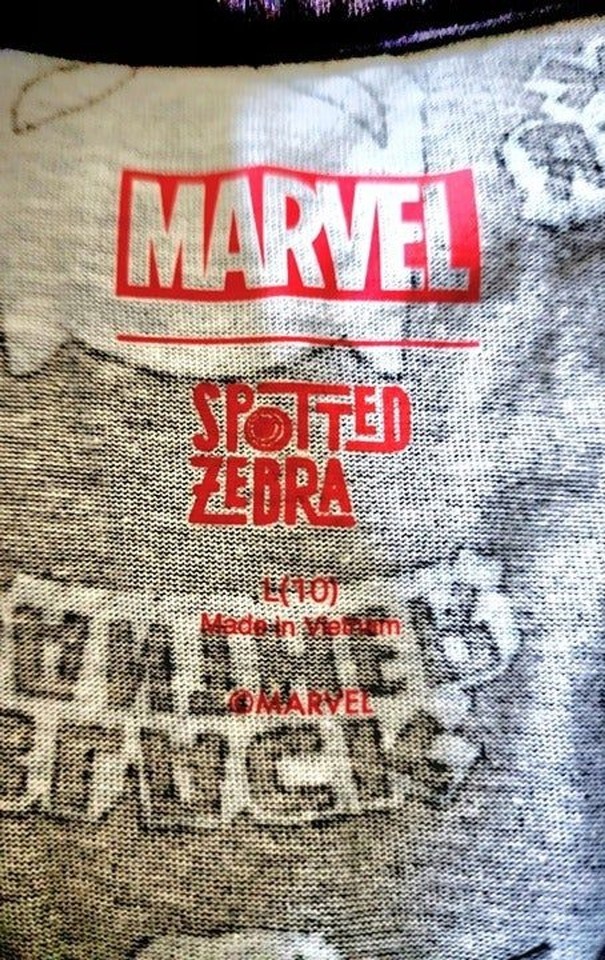 MARVEL
SPOTTED
ZEBRA
L(10)
Made in Vietnam
©MARVEL